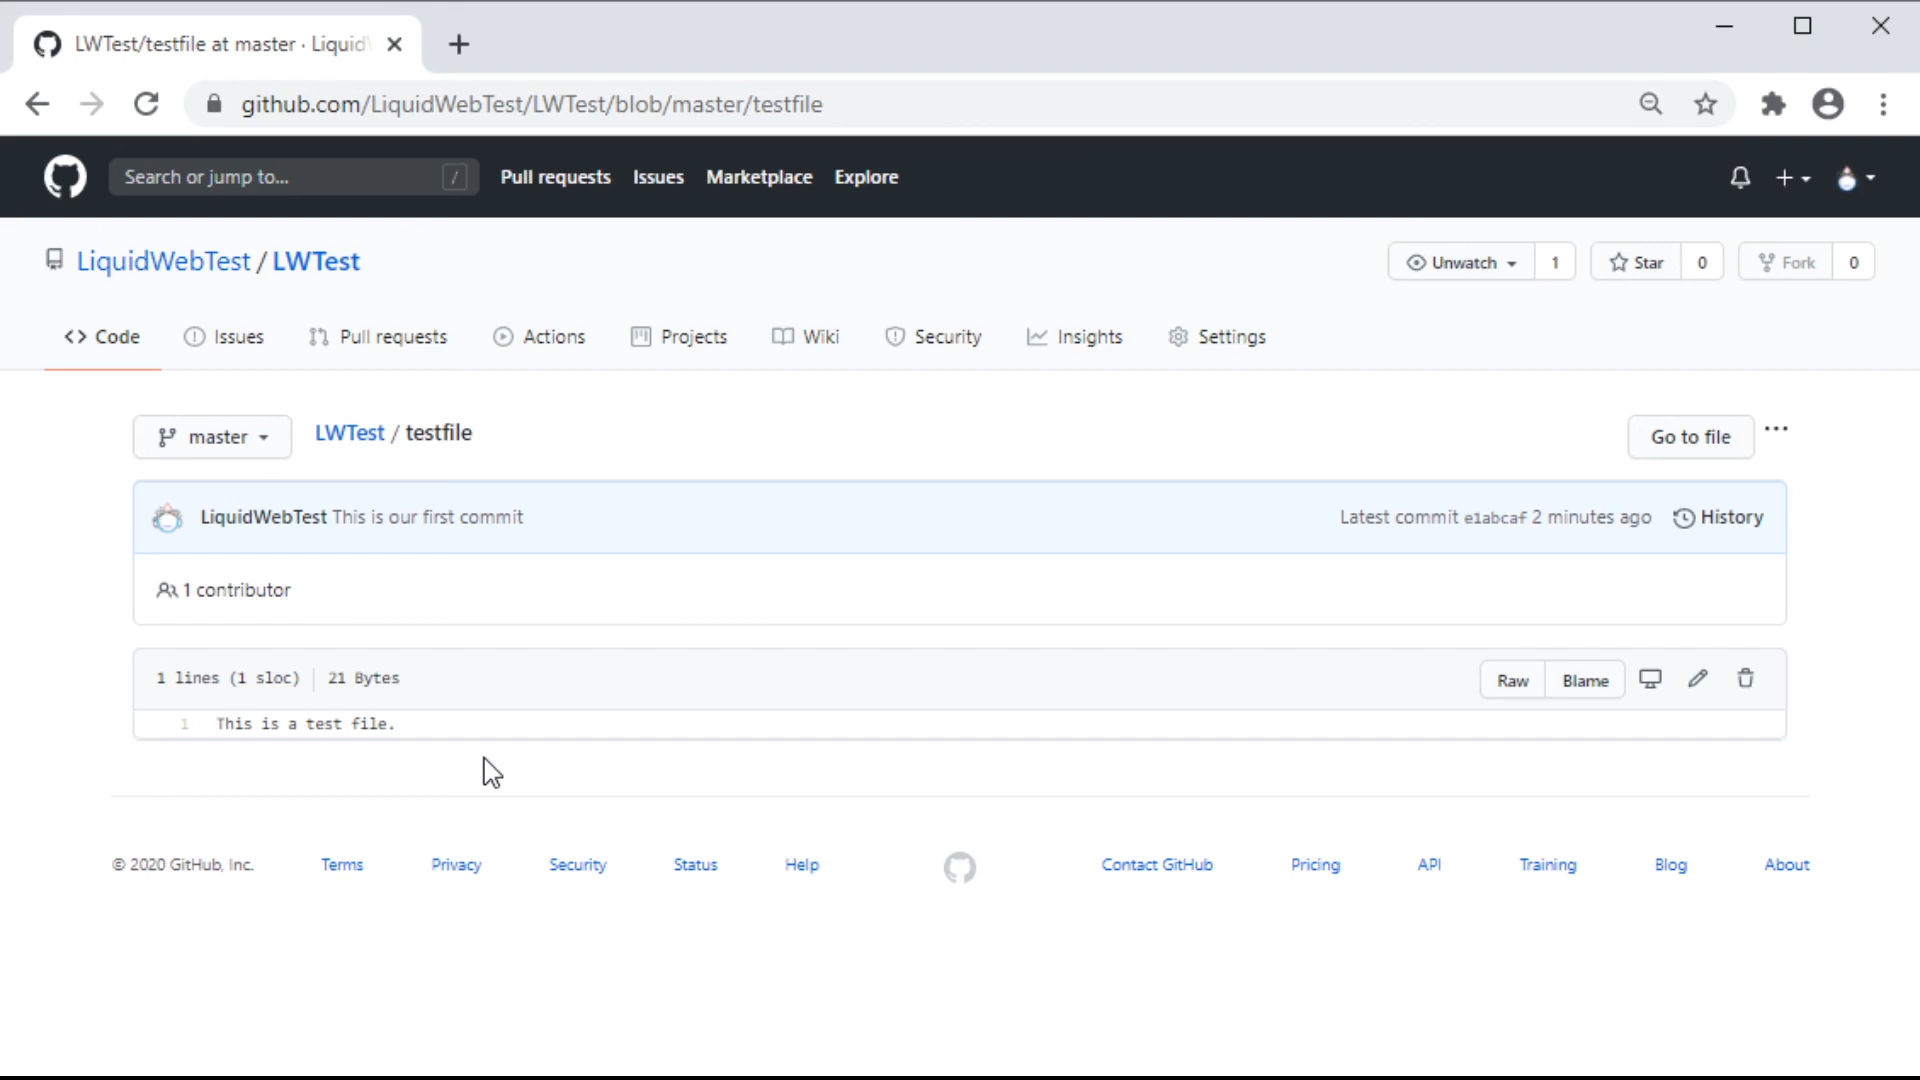 LWTest/testfile at master · Liquid
github.com/LiquidWebTest/LWTest/blob/master/testfile
Search or jump to... /
Pull requests Issues Marketplace Explore
LiquidWebTest / LWTest
Unwatch 1 Star 0 Fork 0
Code Issues Pull requests Actions Projects Wiki Security Insights Settings
master LWTest / testfile Go to file ...
LiquidWebTest This is our first commit Latest commit e1abcaf 2 minutes ago History
1 contributor
1 lines (1 sloc) 21 Bytes Raw Blame
1 This is a test file.
© 2020 GitHub, Inc. Terms Privacy Security Status Help Contact GitHub Pricing API Training Blog About